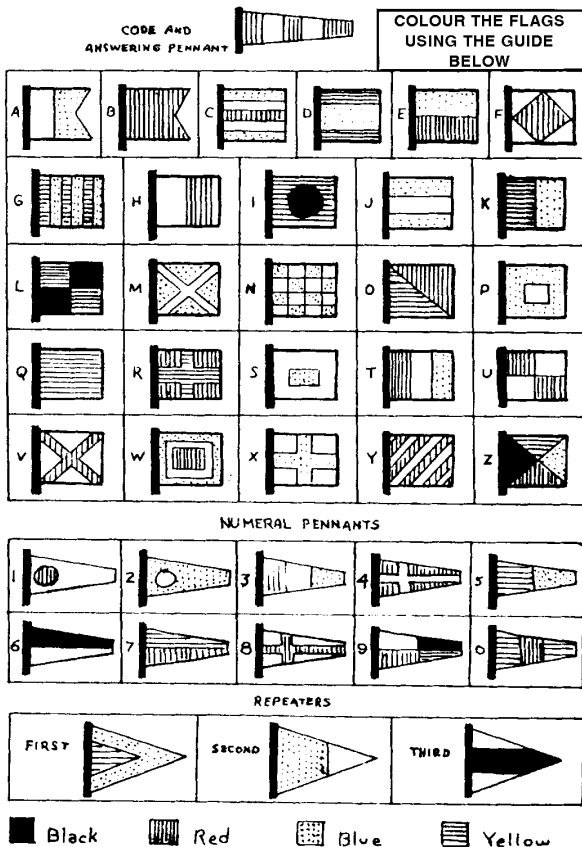 CODE AND
ANSWERING PENNANT
COLOUR THE FLAGS
USING THE GUIDE
BELOW
A B C D E F
G H I J K
L M N O P
Q R S T U
V W X Y Z
NUMERAL PENNANTS
1 2 3 4 5
6 7 8 9 0
REPEATERS
FIRST SECOND THIRD
Black Red Blue Yellow